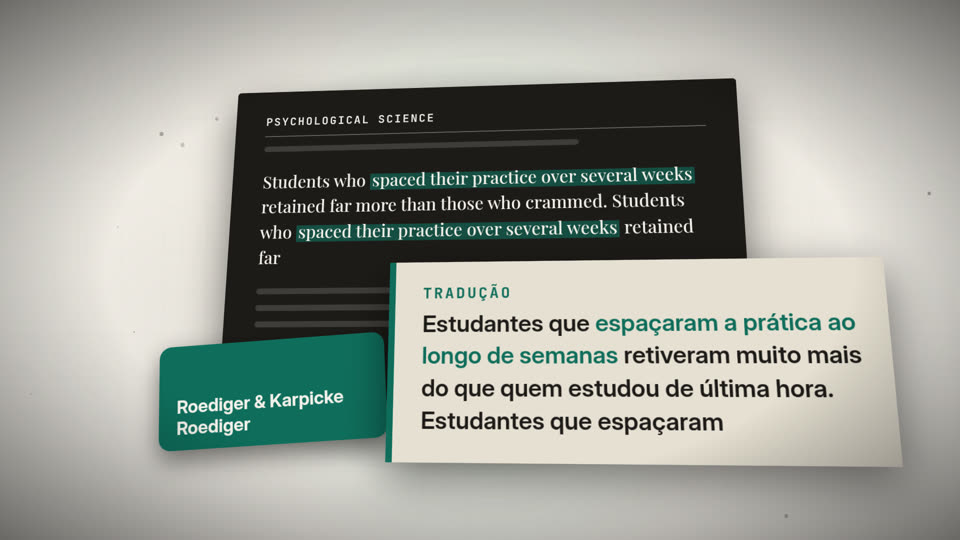 PSYCHOLOGICAL SCIENCE
Students who spaced their practice over several weeks
retained far more than those who crammed. Students
who spaced their practice over several weeks retained
far
TRADUÇÃO
Estudantes que espaçaram a prática ao
longo de semanas retiveram muito mais
do que quem estudou de última hora.
Estudantes que espaçaram
Roediger & Karpicke
Roediger